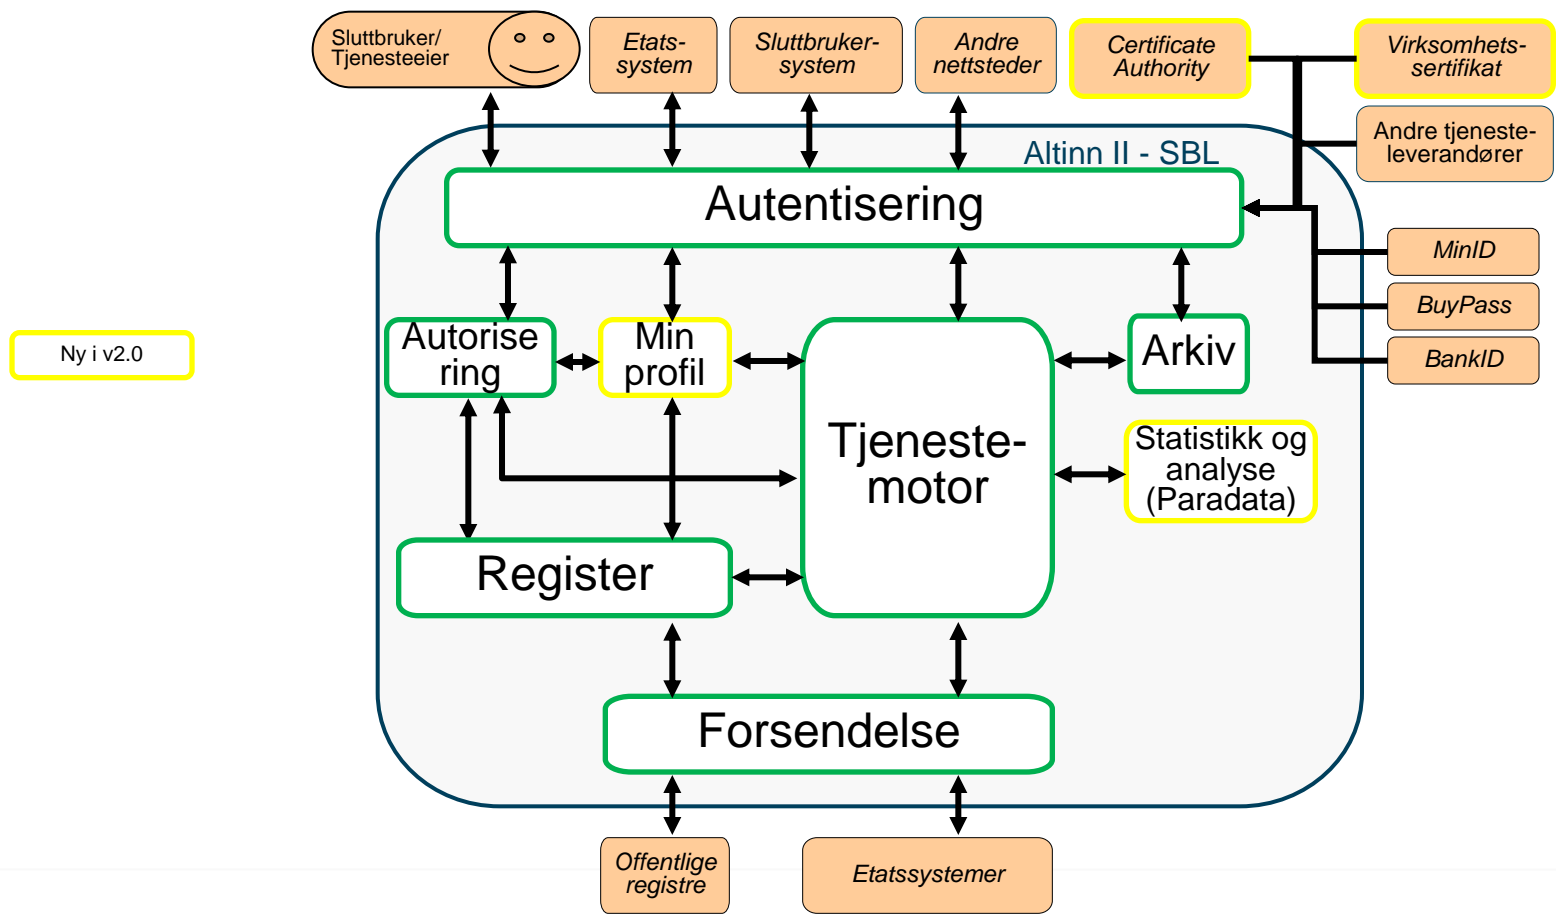 Sluttbruker/
Tjenesteeier
Etats-
system
Sluttbruker-
system
Andre
nettsteder
Certificate
Authority
Virksomhets-
sertifikat
Andre tjeneste-
leverandører
Altinn II - SBL
Autentisering
MinID
BuyPass
BankID
Ny i v2.0
Autorise
ring
Min
profil
Arkiv
Tjeneste-
motor
Statistikk og
analyse
(Paradata)
Register
Forsendelse
Offentlige
registre
Etatssystemer